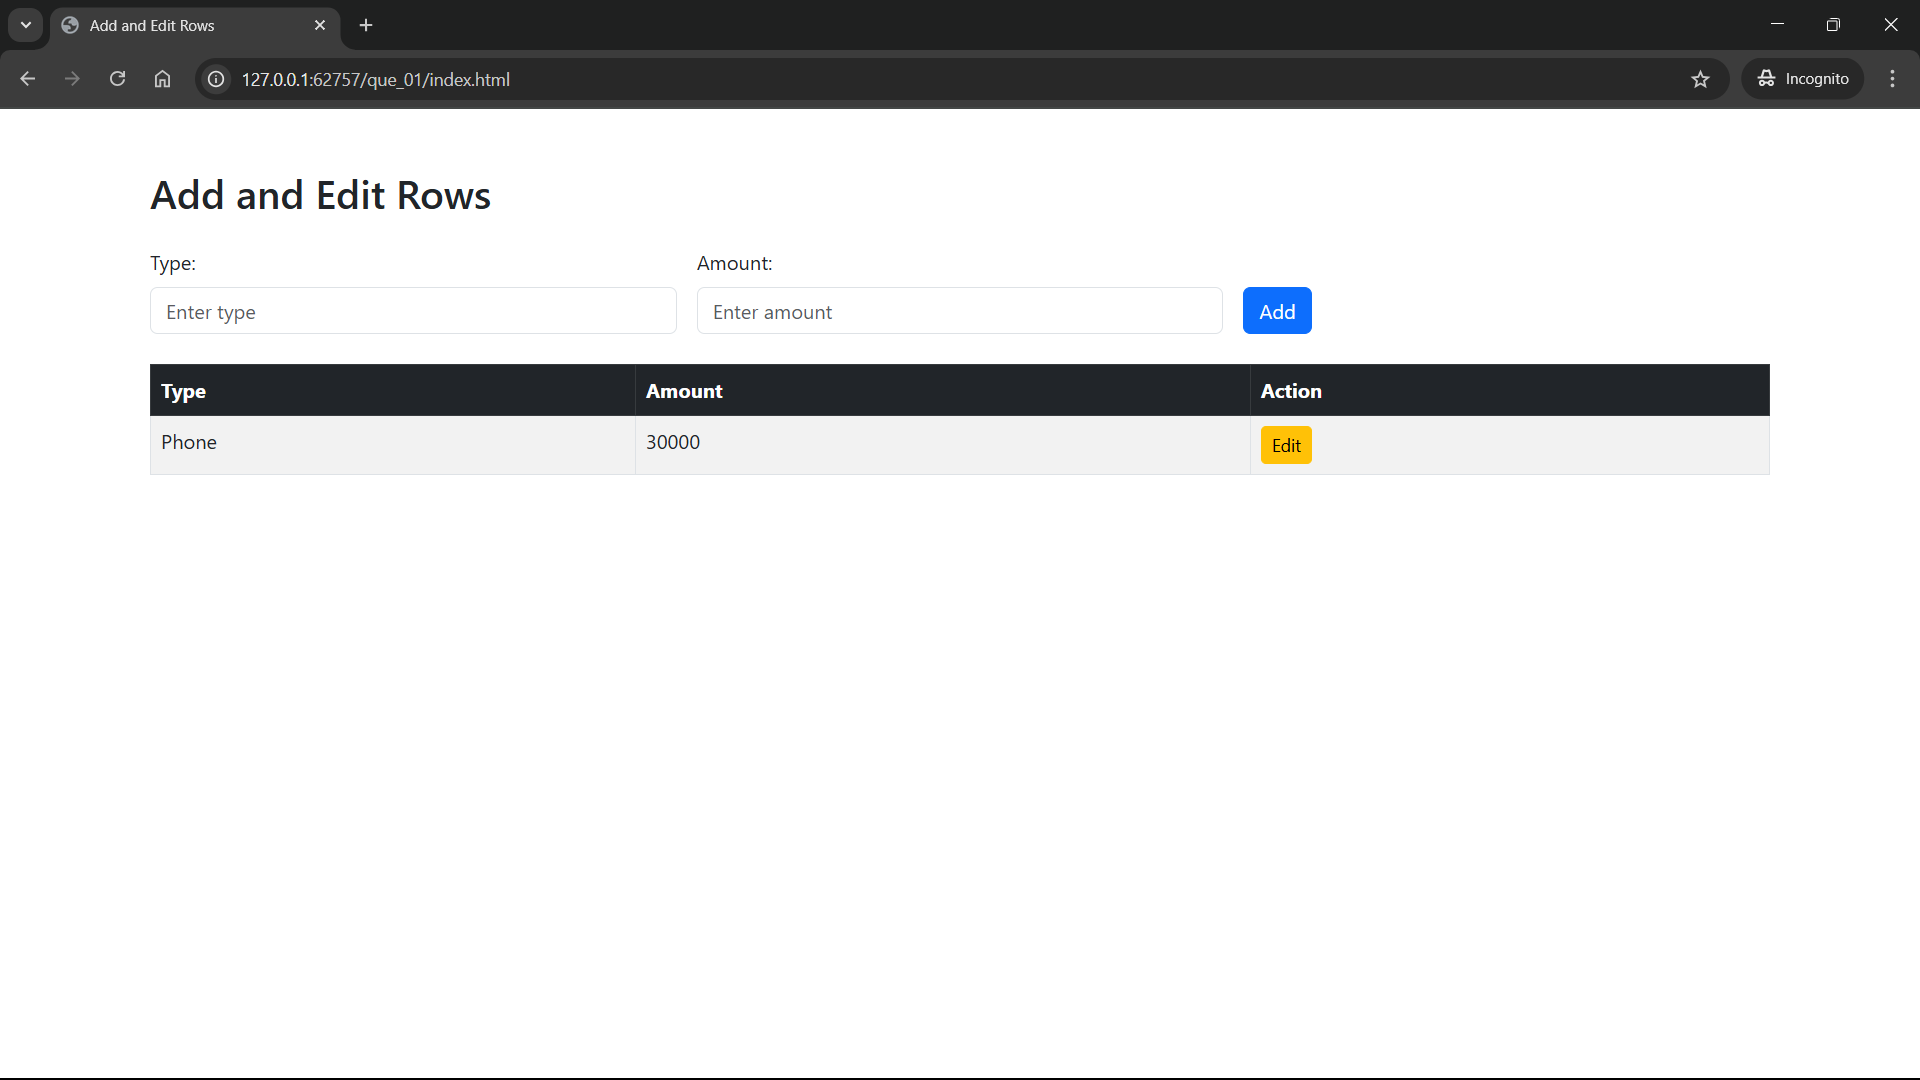 Add and Edit Rows
127.0.0.1:62757/que_01/index.html
Incognito
Add and Edit Rows
Type: Amount:
Enter type Enter amount Add
Type Amount Action
Phone 30000 Edit